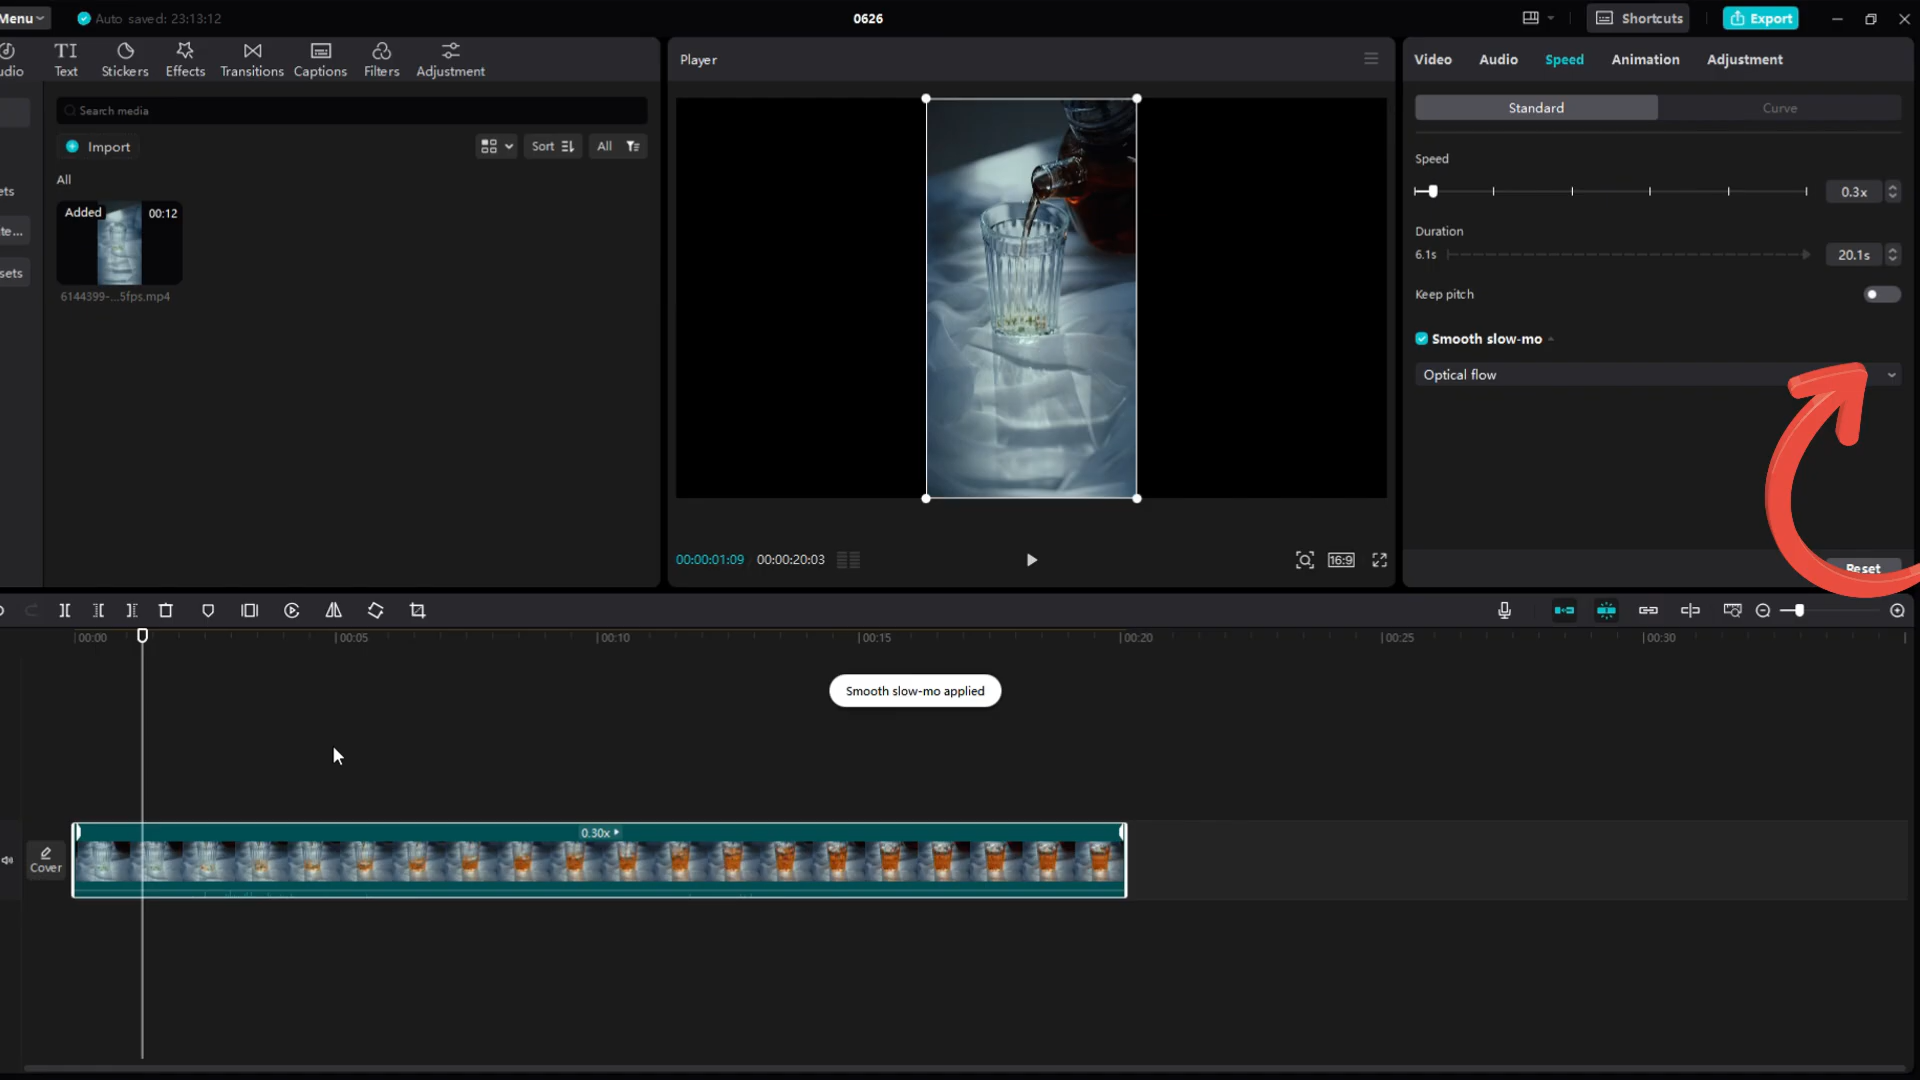 Menu
Auto saved: 23:13:12
0626
Shortcuts
Export
dio
Text
Stickers
Effects
Transitions
Captions
Filters
Adjustment
Player
Video
Audio
Speed
Animation
Adjustment
Search media
Standard
Curve
Import
Sort
All
Speed
All
0.3x
ets
Added
00:12
te...
Duration
6.1s
20.1s
sets
6144399-...5fps.mp4
Keep pitch
Smooth slow-mo
Optical flow
00:00:01:09
00:00:20:03
16:9
Reset
00:00
00:05
00:10
00:15
00:20
00:25
00:30
Smooth slow-mo applied
0.30x
Cover